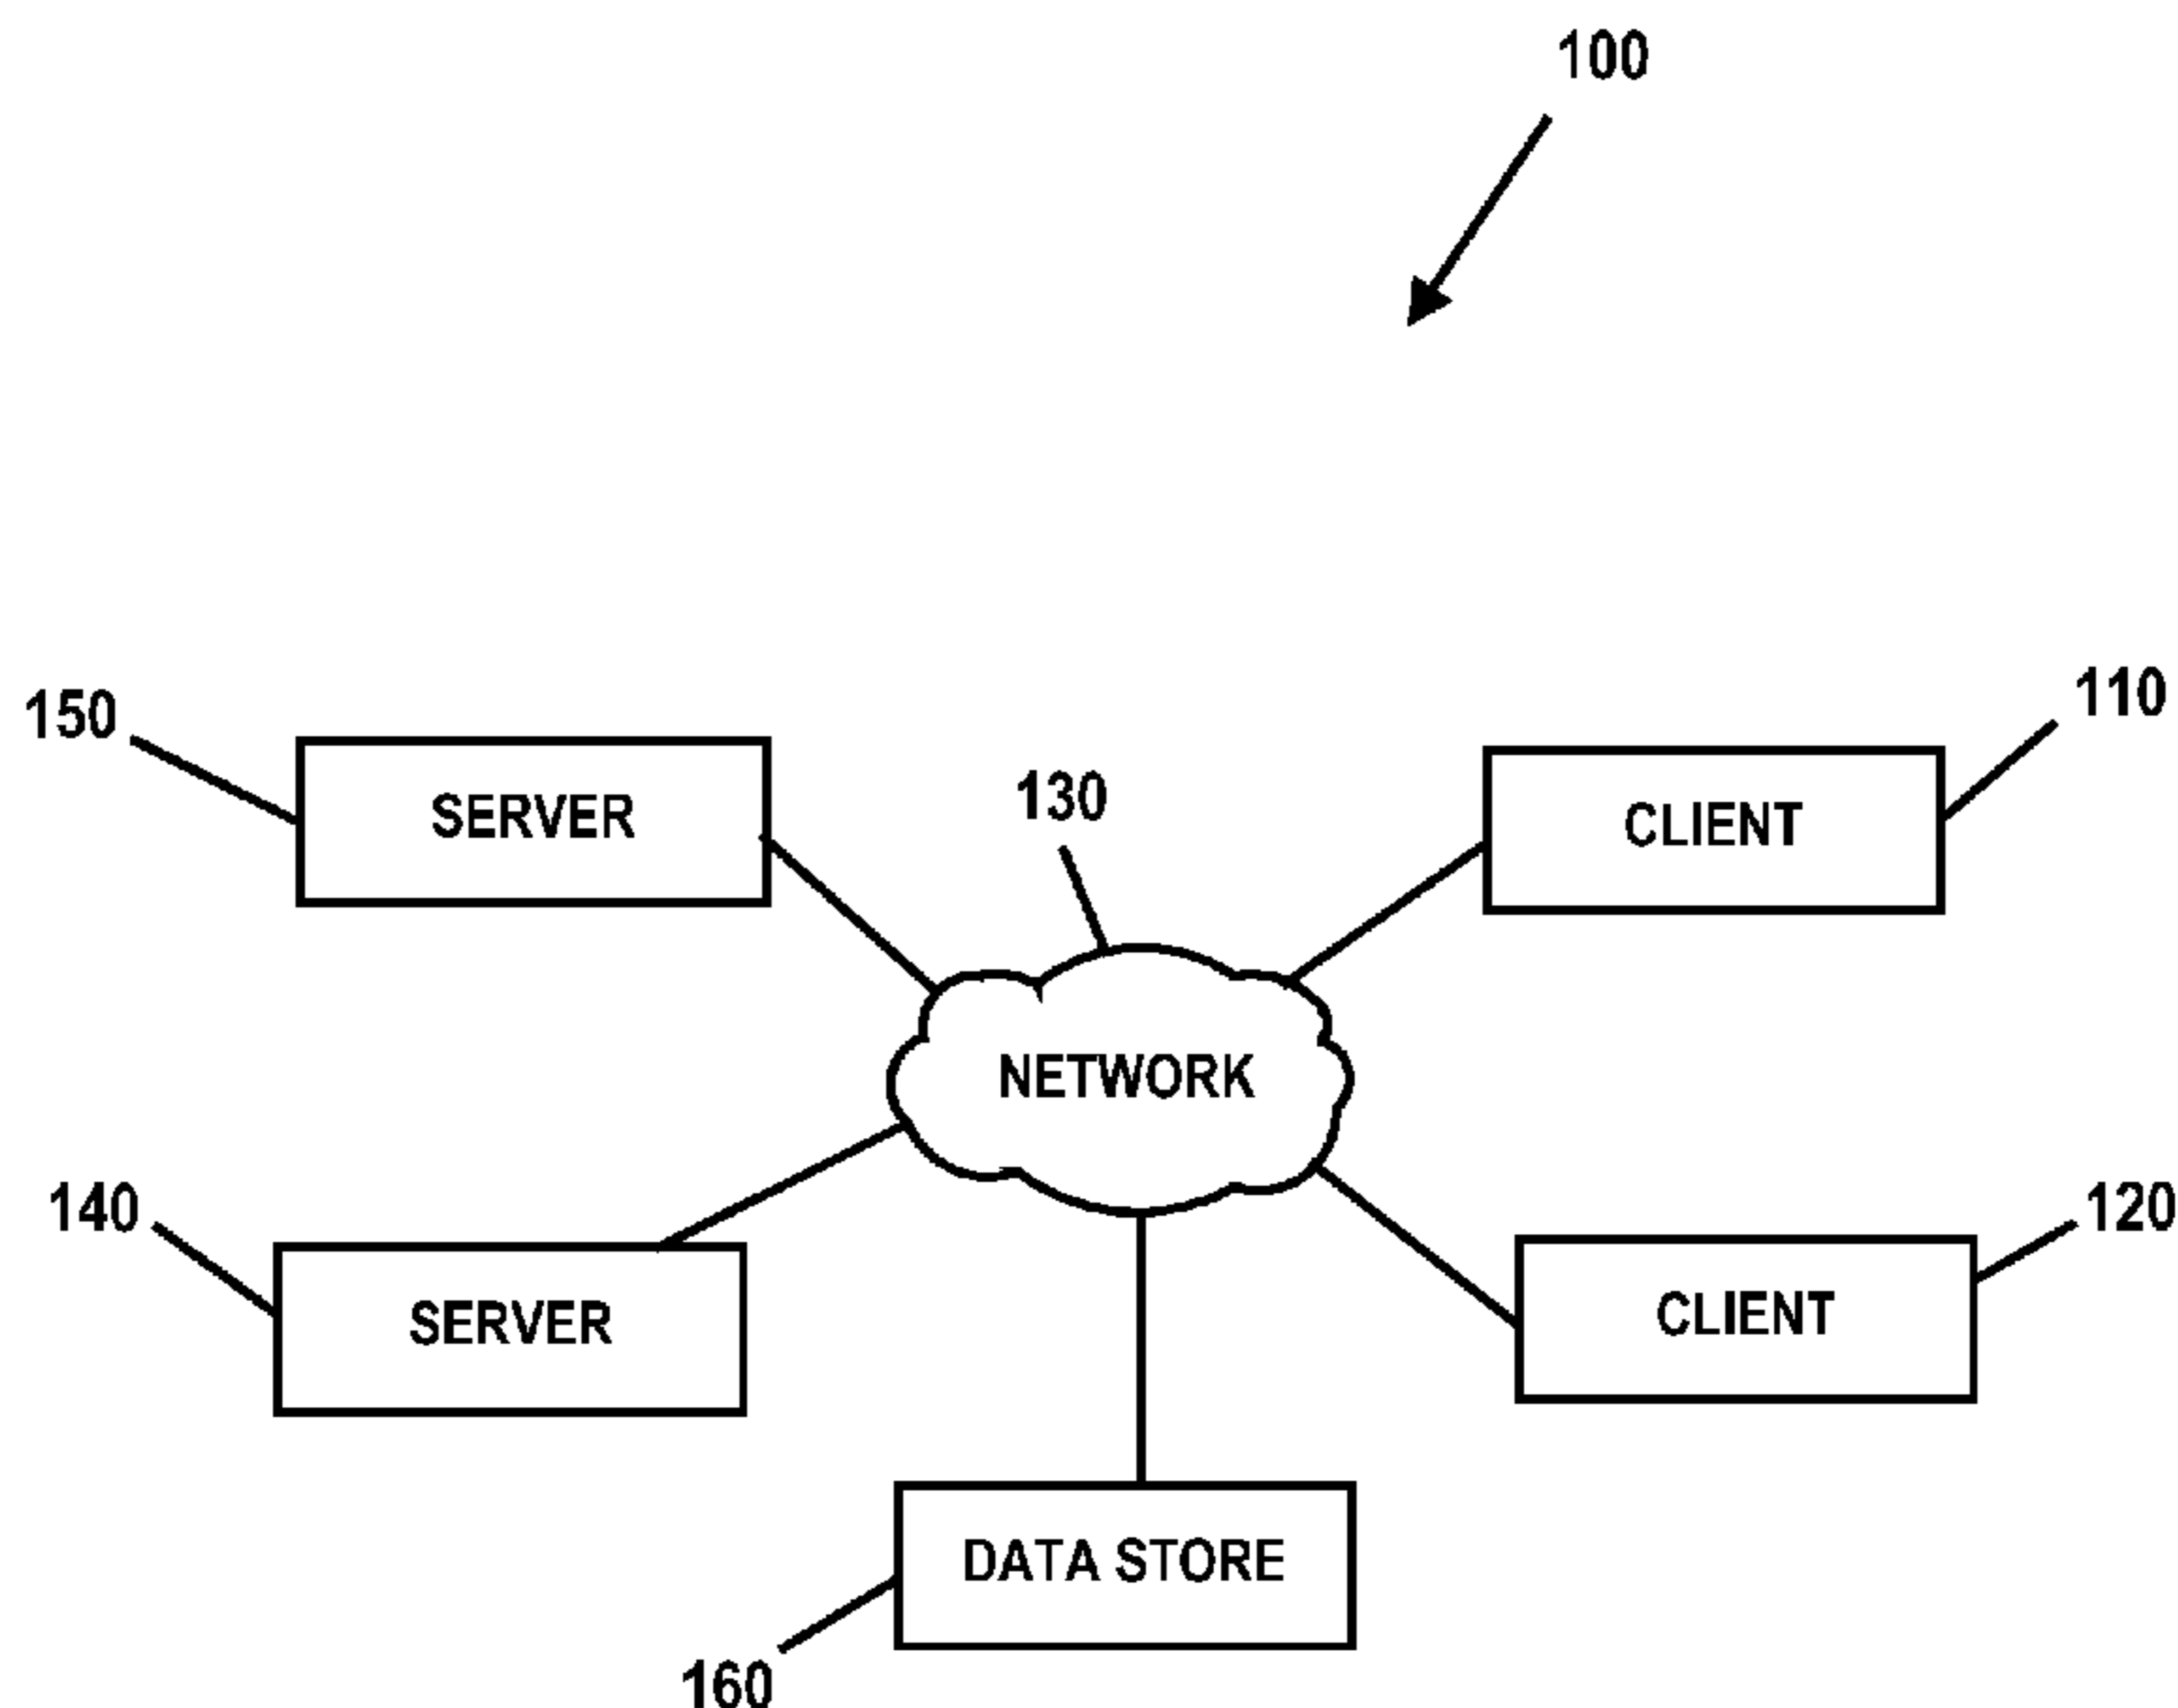 100
150
110
SERVER
130
CLIENT
NETWORK
140
120
SERVER
CLIENT
DATA STORE
160